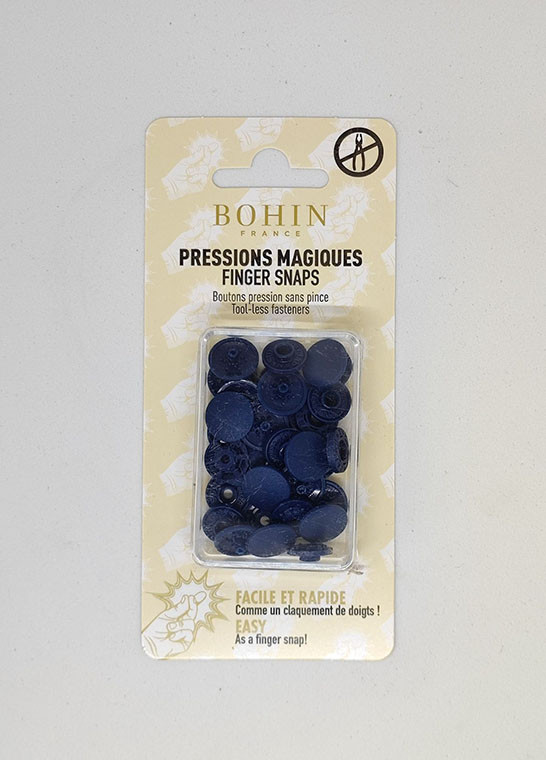 BOHIN
FRANCE
PRESSIONS MAGIQUES
FINGER SNAPS
Boutons pression sans pince
Tool-less fasteners
FACILE ET RAPIDE
Comme un claquement de doigts !
EASY
As a finger snap!